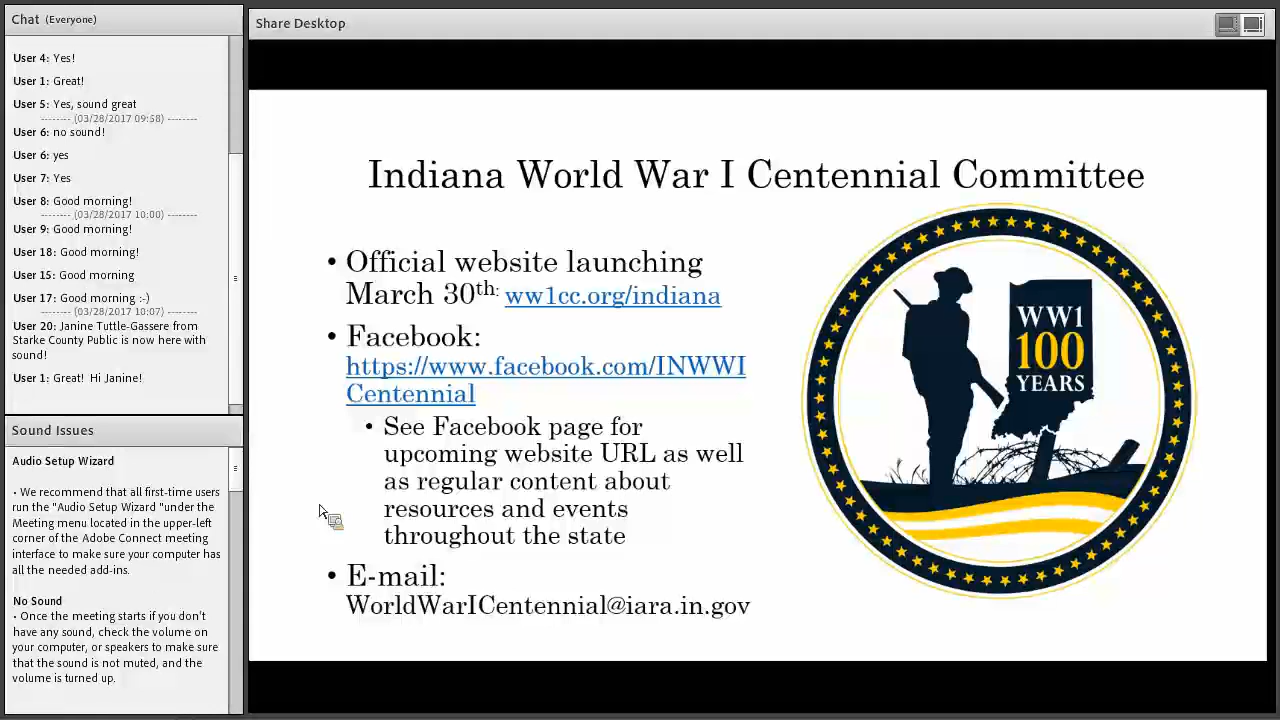 Chat (Everyone)
User 4: Yes!
User 1: Great!
User 5: Yes, sound great
-------- (03/28/2017 09:58) --------
User 6: no sound!
User 6: yes
User 7: Yes
User 8: Good morning!
-------- (03/28/2017 10:00) --------
User 9: Good morning!
User 18: Good morning!
User 15: Good morning
User 17: Good morning :-)
-------- (03/28/2017 10:07) --------
User 20: Janine Tuttle-Gassere from
Starke County Public is now here with
sound!
User 1: Great! Hi Janine!
Sound Issues
Audio Setup Wizard
• We recommend that all first-time users
run the "Audio Setup Wizard "under the
Meeting menu located in the upper-left
corner of the Adobe Connect meeting
interface to make sure your computer has
all the needed add-ins.
No Sound
• Once the meeting starts if you don't
have any sound, check the volume on
your computer, or speakers to make sure
that the sound is not muted, and the
volume is turned up.
Share Desktop
Indiana World War I Centennial Committee
• Official website launching
March 30th: ww1cc.org/indiana
• Facebook:
https://www.facebook.com/INWWI
Centennial
• See Facebook page for
upcoming website URL as well
as regular content about
resources and events
throughout the state
• E-mail:
WorldWarICentennial@iara.in.gov
WW1
100
YEARS